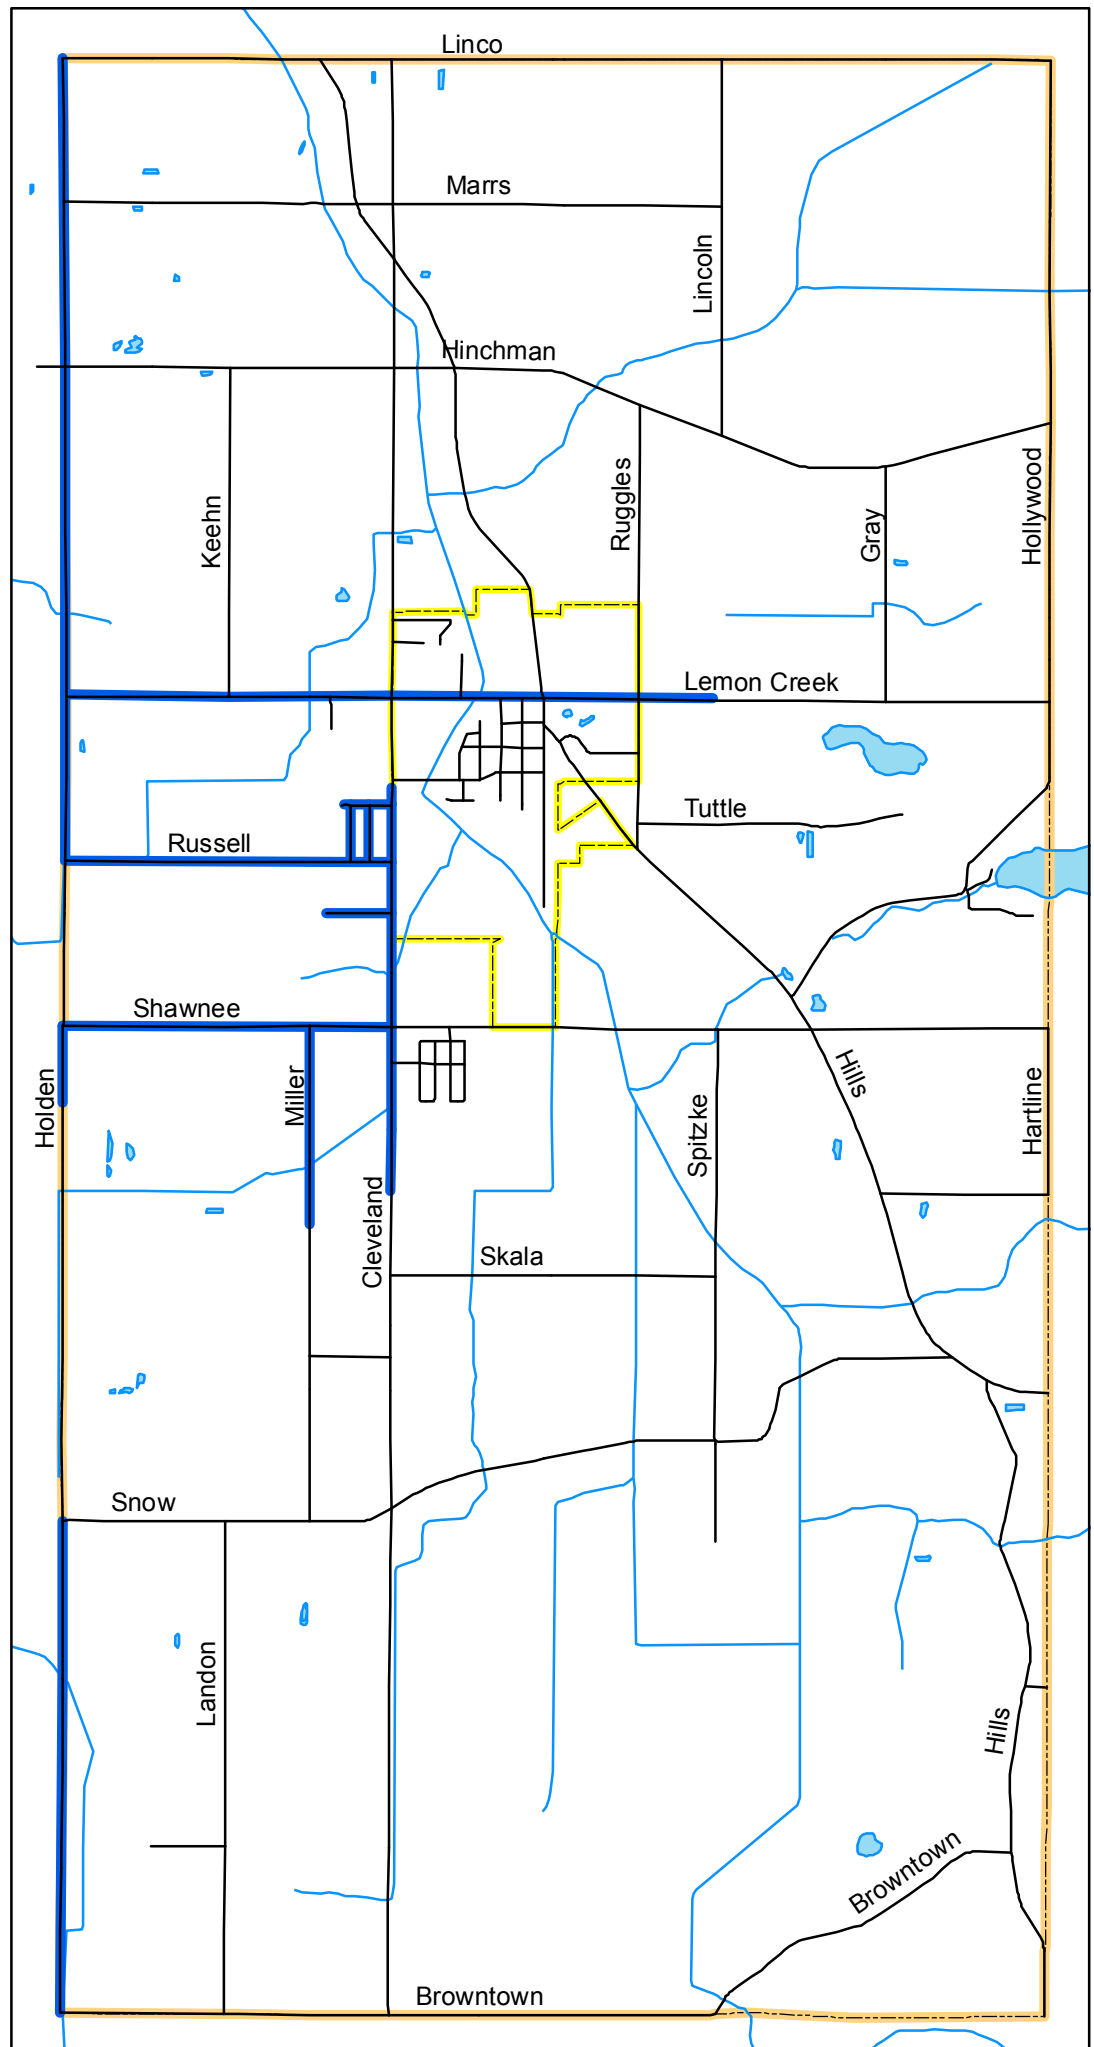 Linco
Marrs
Lincoln
Hinchman
Ruggles
Hollywood
Keehn
Gray
Lemon Creek
Tuttle
Russell
Shawnee
Hills
Holden
Miller
Spitzke
Hartline
Cleveland
Skala
Snow
Landon
Hills
Browntown
Browntown